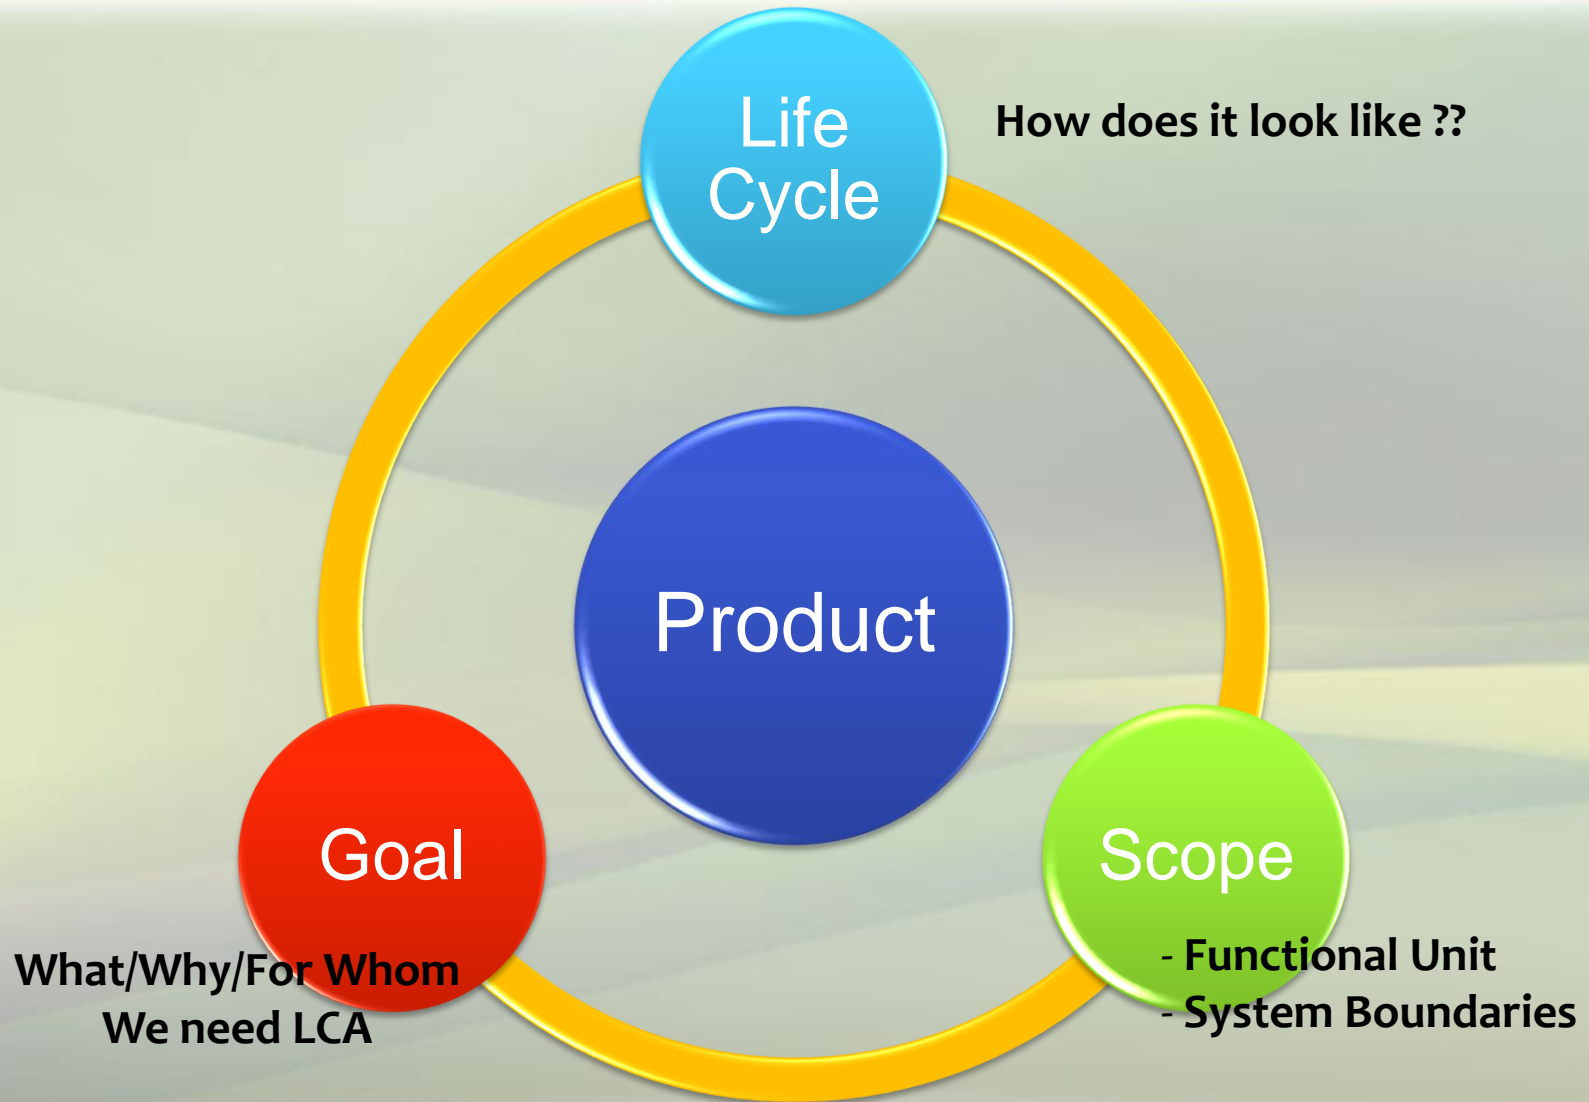 Life
Cycle
How does it look like ??
Product
Goal
What/Why/For Whom
We need LCA
Scope
- Functional Unit
- System Boundaries